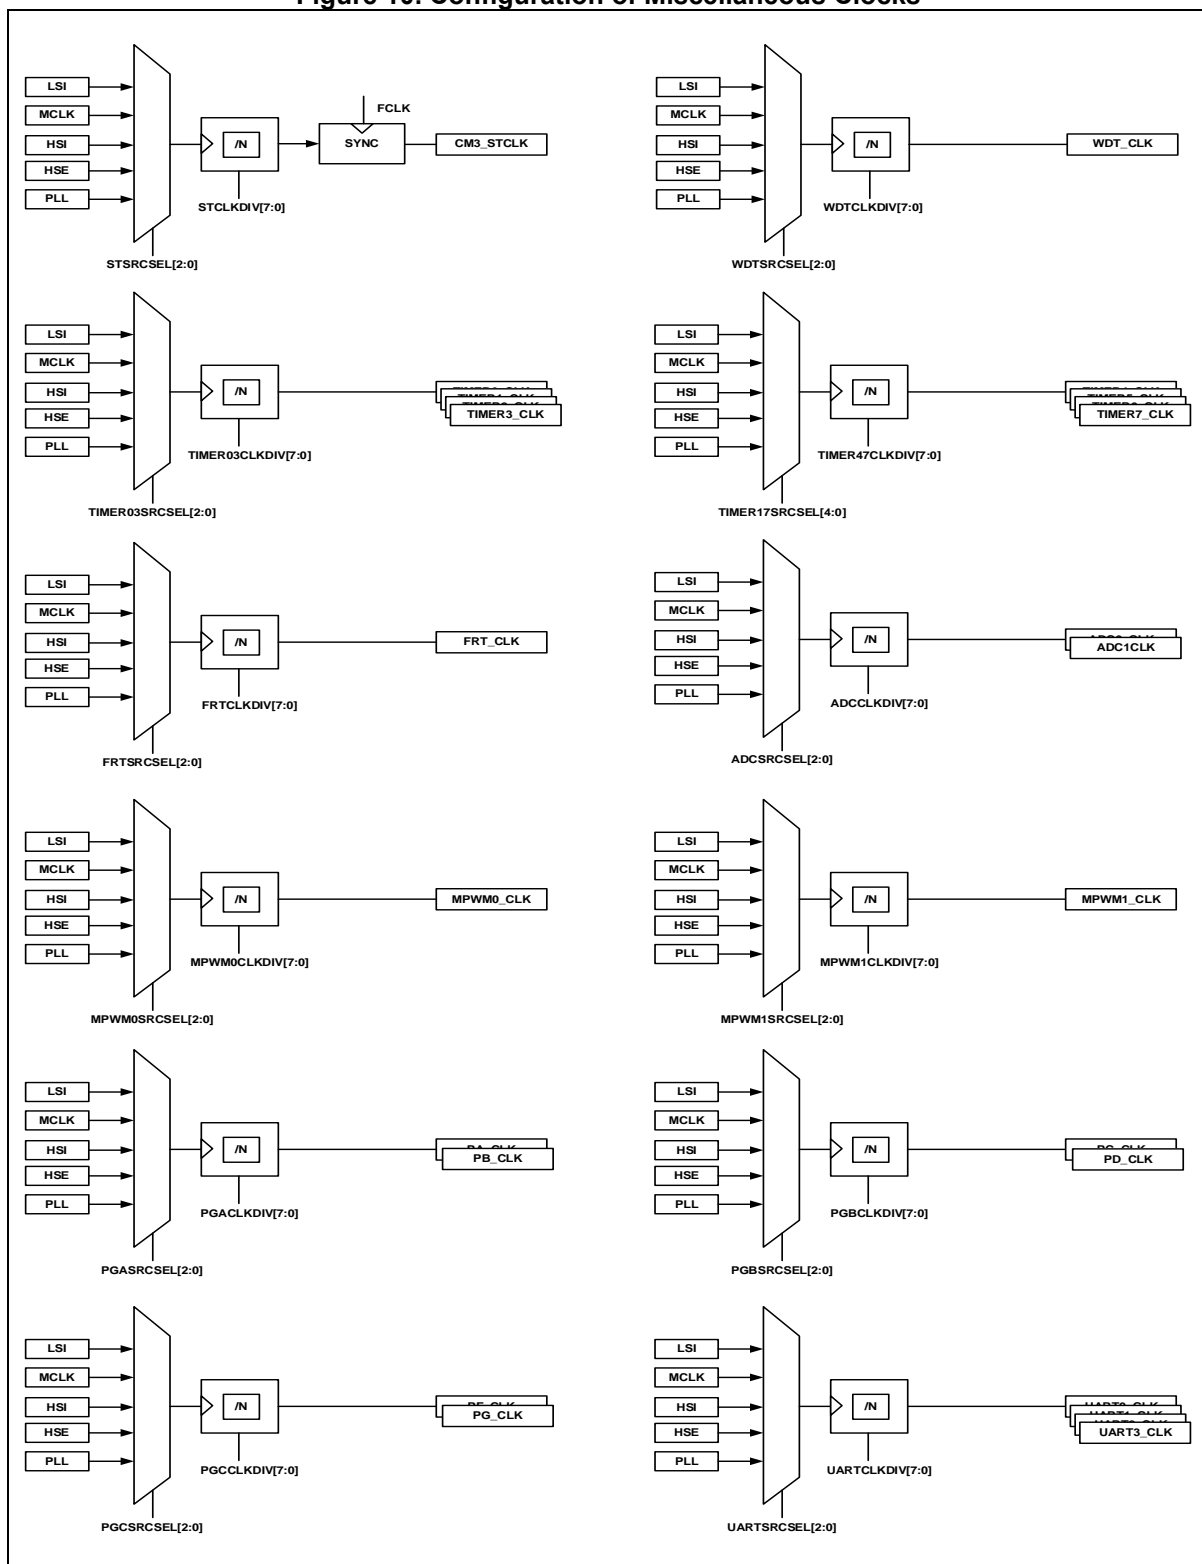 LSI
MCLK
HSI
HSE
PLL
/N
STCLKDIV[7:0]
FCLK
SYNC
CM3_STCLK
STSRCSEL[2:0]
LSI
MCLK
HSI
HSE
PLL
/N
WDTCLKDIV[7:0]
WDT_CLK
WDTSRCSEL[2:0]
LSI
MCLK
HSI
HSE
PLL
/N
TIMER03CLKDIV[7:0]
TIMER3_CLK
TIMER03SRCSEL[2:0]
LSI
MCLK
HSI
HSE
PLL
/N
TIMER47CLKDIV[7:0]
TIMER7_CLK
TIMER17SRCSEL[4:0]
LSI
MCLK
HSI
HSE
PLL
/N
FRTCLKDIV[7:0]
FRT_CLK
FRTSRCSEL[2:0]
LSI
MCLK
HSI
HSE
PLL
/N
ADCCLKDIV[7:0]
ADC1CLK
ADCSRCSEL[2:0]
LSI
MCLK
HSI
HSE
PLL
/N
MPWM0CLKDIV[7:0]
MPWM0_CLK
MPWM0SRCSEL[2:0]
LSI
MCLK
HSI
HSE
PLL
/N
MPWM1CLKDIV[7:0]
MPWM1_CLK
MPWM1SRCSEL[2:0]
LSI
MCLK
HSI
HSE
PLL
/N
PGACLKDIV[7:0]
PB_CLK
PGASRCSEL[2:0]
LSI
MCLK
HSI
HSE
PLL
/N
PGBCLKDIV[7:0]
PD_CLK
PGBSRCSEL[2:0]
LSI
MCLK
HSI
HSE
PLL
/N
PGCCLKDIV[7:0]
PG_CLK
PGCSRCSEL[2:0]
LSI
MCLK
HSI
HSE
PLL
/N
UARTCLKDIV[7:0]
UART3_CLK
UARTSRCSEL[2:0]